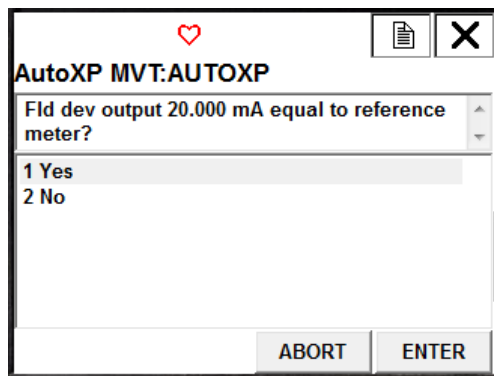 AutoXP MVT:AUTOXP
Fld dev output 20.000 mA equal to reference
meter?
1 Yes
2 No
ABORT
ENTER